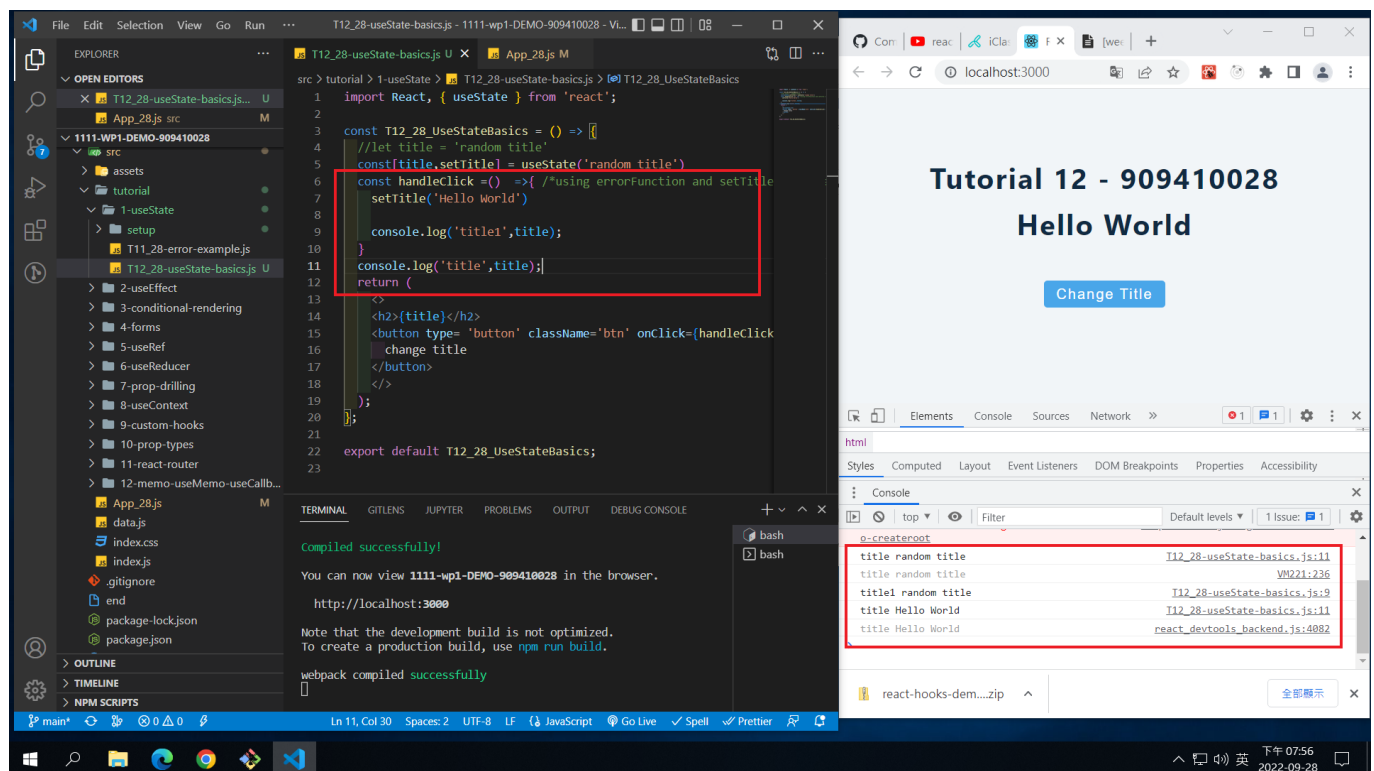 File Edit Selection View Go Run ··· T12_28-useState-basics.js - 1111-wp1-DEMO-909410028 - Vi...
EXPLORER ···
OPEN EDITORS
T12_28-useState-basics.js... U
App_28.js src M
1111-WP1-DEMO-909410028
src
assets
tutorial
1-useState
setup
T11_28-error-example.js
T12_28-useState-basics.js U
2-useEffect
3-conditional-rendering
4-forms
5-useRef
6-useReducer
7-prop-drilling
8-useContext
9-custom-hooks
10-prop-types
11-react-router
12-memo-useMemo-useCallb...
App_28.js M
data.js
index.css
index.js
.gitignore
end
package-lock.json
package.json
OUTLINE
TIMELINE
NPM SCRIPTS
7
T12_28-useState-basics.js U App_28.js M
src > tutorial > 1-useState > T12_28-useState-basics.js > T12_28_UseStateBasics
1 import React, { useState } from 'react';
2
3 const T12_28_UseStateBasics = () => {
4 //let title = 'random title'
5 const[title,setTitle] = useState('random title')
6 const handleClick =() =>{ /*using errorFunction and setTitle
7 setTitle('Hello World')
8
9 console.log('title1',title);
10 }
11 console.log('title',title);
12 return (
13 <>
14 <h2>{title}</h2>
15 <button type= 'button' className='btn' onClick={handleClick
16 change title
17 </button>
18 </>
19 );
20 };
21
22 export default T12_28_UseStateBasics;
23
TERMINAL GITLENS JUPYTER PROBLEMS OUTPUT DEBUG CONSOLE
bash
bash
Compiled successfully!
You can now view 1111-wp1-DEMO-909410028 in the browser.
http://localhost:3000
Note that the development build is not optimized.
To create a production build, use npm run build.
webpack compiled successfully
main* 0 0 Ln 11, Col 30 Spaces: 2 UTF-8 LF JavaScript Go Live Spell Prettier
Com reac iCla F [wee
localhost:3000
Tutorial 12 - 909410028
Hello World
Change Title
Elements Console Sources Network 1 1
html
Styles Computed Layout Event Listeners DOM Breakpoints Properties Accessibility
Console
top Filter Default levels 1 Issue: 1
o-createroot
title random title T12_28-useState-basics.js:11
title random title VM221:236
title1 random title T12_28-useState-basics.js:9
title Hello World T12_28-useState-basics.js:11
title Hello World react_devtools_backend.js:4082
react-hooks-dem....zip 全部顯示
英 下午 07:56
2022-09-28